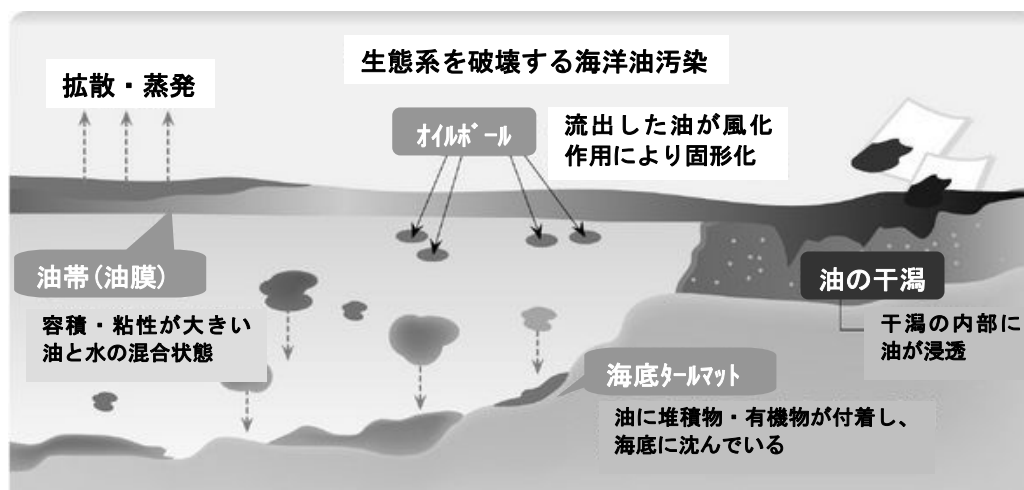 生態系を破壊する海洋油汚染
拡散・蒸発
ｵｲﾙﾎﾞｰﾙ
流出した油が風化
作用により固形化
油帯(油膜)
容積・粘性が大きい
油と水の混合状態
油の干潟
干潟の内部に
油が浸透
海底ﾀｰﾙﾏｯﾄ
油に堆積物・有機物が付着し、
海底に沈んでいる